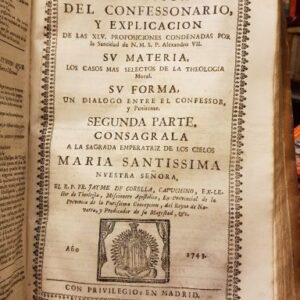 DEL CONFESSONARIO,
Y EXPLICACION
DE LAS XLV. PROPOSICIONES CONDENADAS POR
la Santidad de N. M. S. P. Alexandro VII.
SV MATERIA,
LOS CASOS MAS SELECTOS DE LA THEOLOGIA
Moral.
SV FORMA,
UN DIALOGO ENTRE EL CONFESSOR,
y Penitente.
SEGUNDA PARTE,
CONSAGRALA
A LA SAGRADA EMPERATRIZ DE LOS CIELOS
MARIA SANTISSIMA
NVESTRA SEÑORA,
EL R. P. FR. JAYME DE CORELLA, CAPUCHINO, EX-LE-
ctor de Theologia, Missionero Apostolico, Ex-Provincial de la
Provincia de la Purissima Concepcion, del Reyno de Na-
varra, y Predicador de su Magestad, &c.
Año 1743.
CON PRIVILEGIO: EN MADRID.